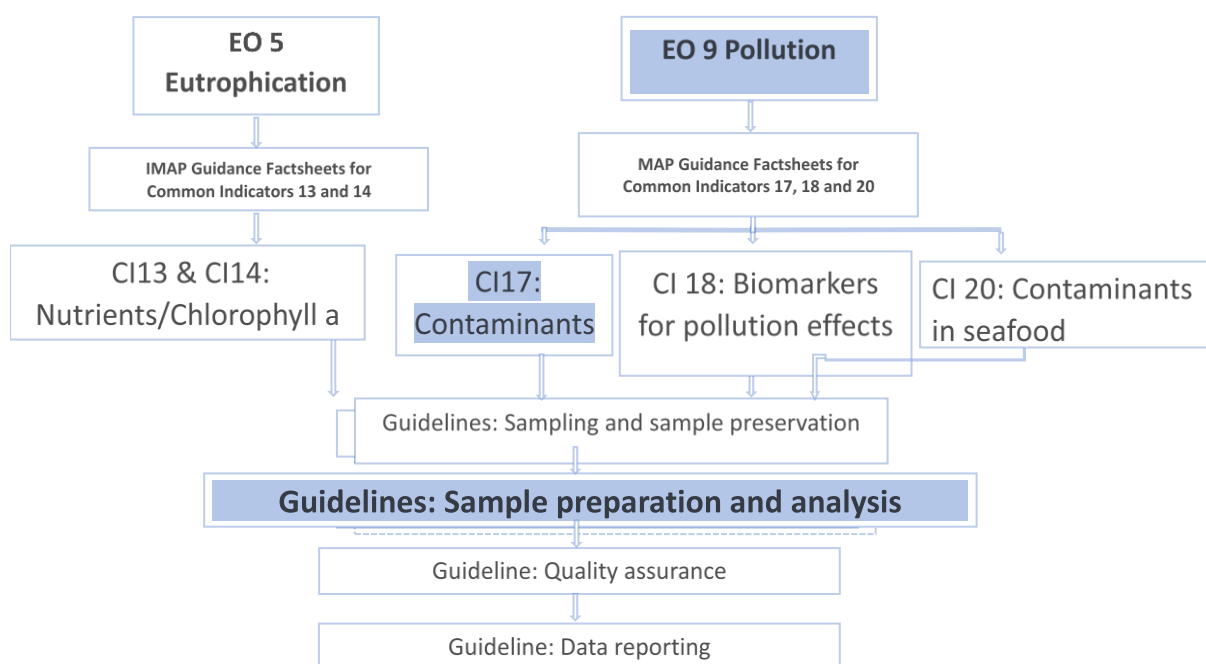 EO 5
Eutrophication
EO 9 Pollution
IMAP Guidance Factsheets for
Common Indicators 13 and 14
MAP Guidance Factsheets for
Common Indicators 17, 18 and 20
CI13 & CI14:
Nutrients/Chlorophyll a
CI17:
Contaminants
CI 18: Biomarkers
for pollution effects
CI 20: Contaminants
in seafood
Guidelines: Sampling and sample preservation
Guidelines: Sample preparation and analysis
Guideline: Quality assurance
Guideline: Data reporting